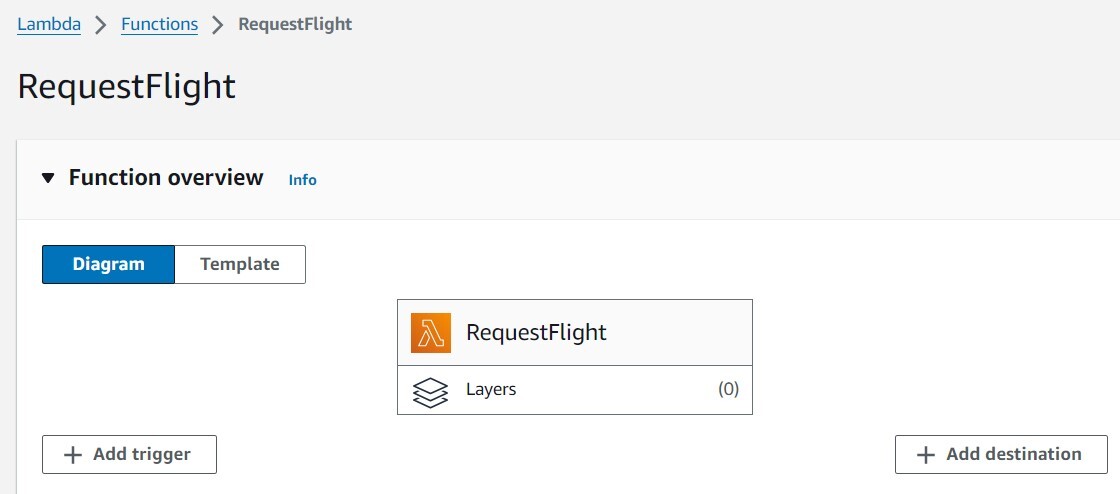 Lambda > Functions > RequestFlight
RequestFlight
Function overview Info
Diagram Template
RequestFlight
Layers (0)
+ Add trigger + Add destination